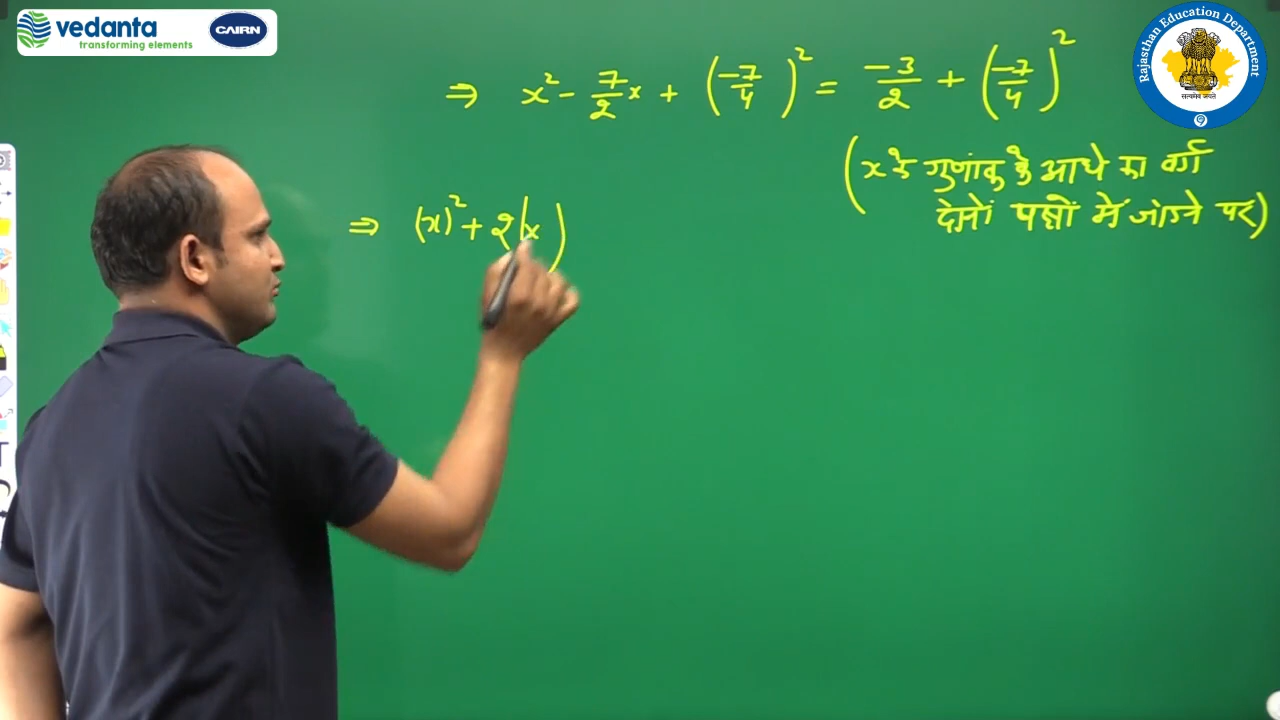 vedanta
transforming elements
CAIRN
Rajasthan Education Department
सत्यमेव जयते
⇒ x² - 7/2 x + (-7/4)² = -3/2 + (-7/4)²
(x के गुणांक के आधे का वर्ग
दोनों पक्षों में जोडने पर)
⇒ (x)² + 2(x )